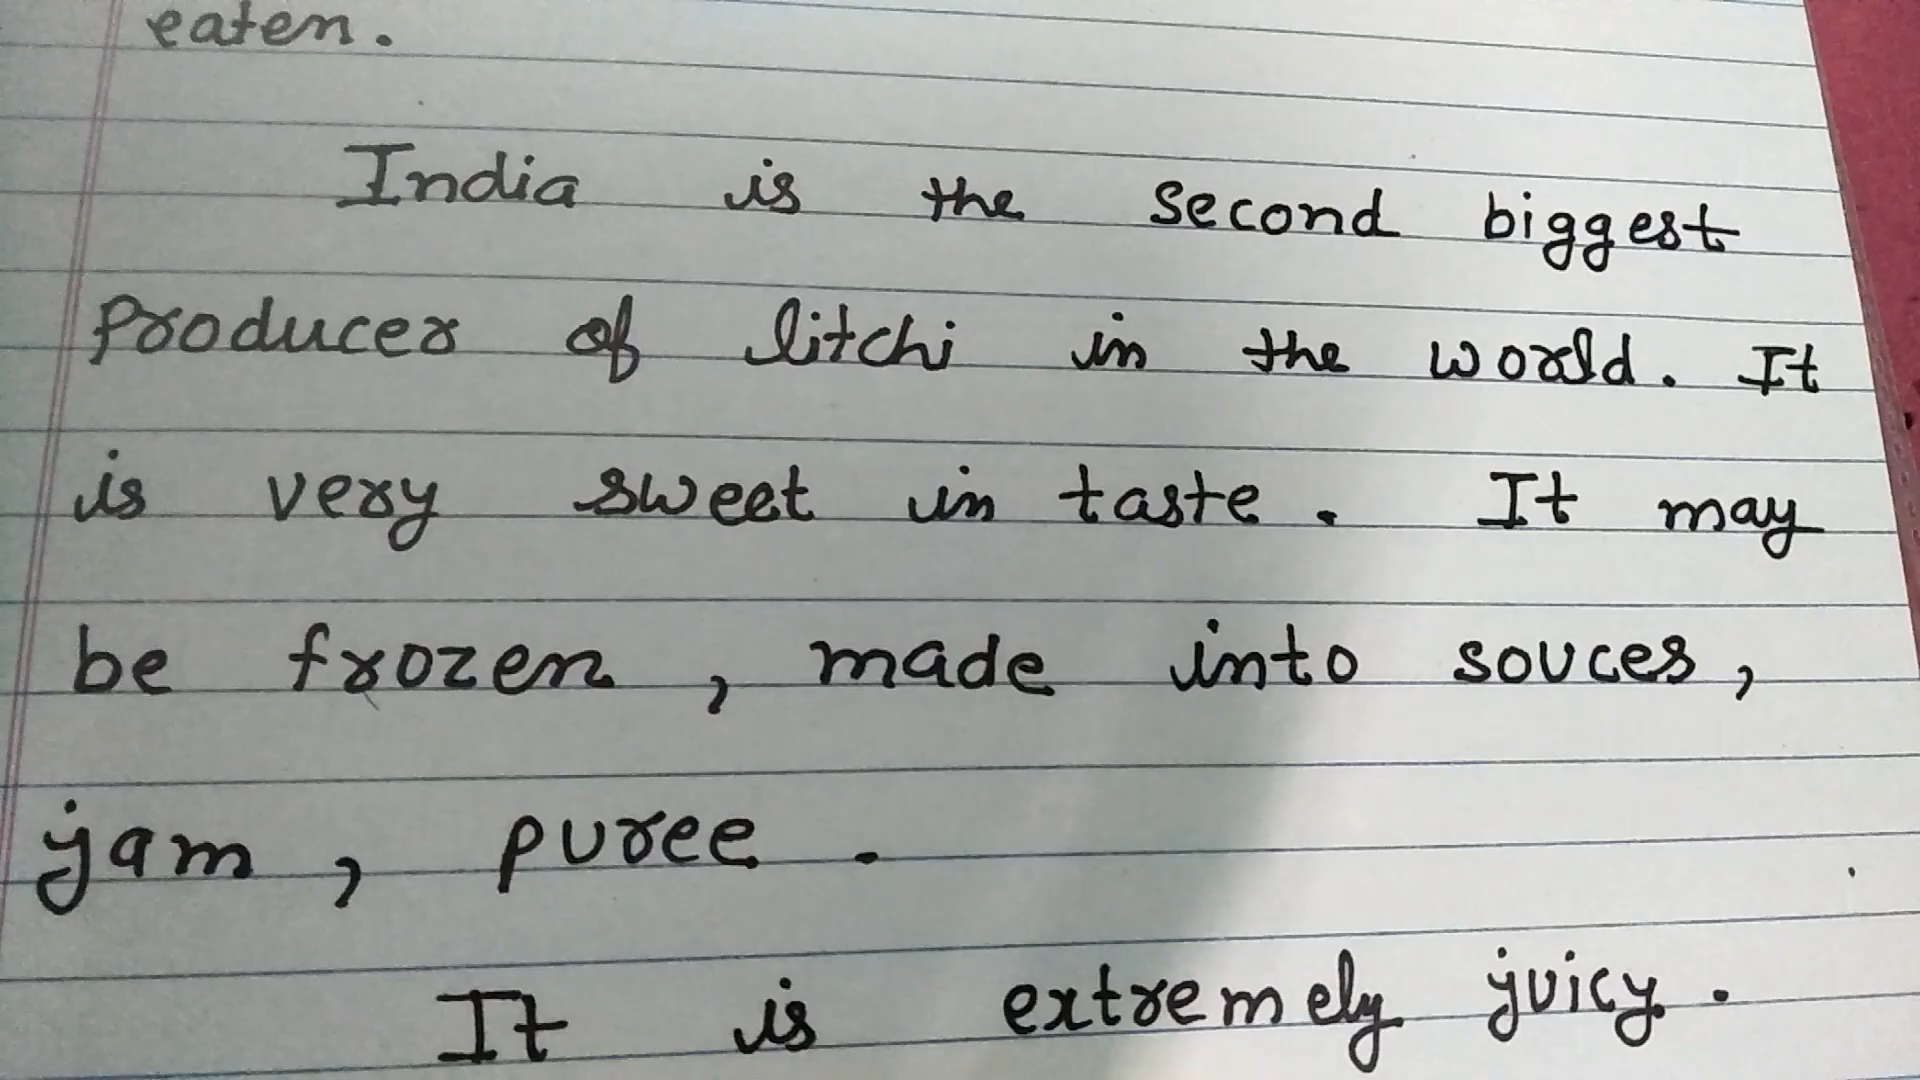 eaten.
India is the second biggest
producer of litchi in the world. It
is very sweet in taste. It may
be frozen, made into souces,
jam, puree.
It is extremely juicy.